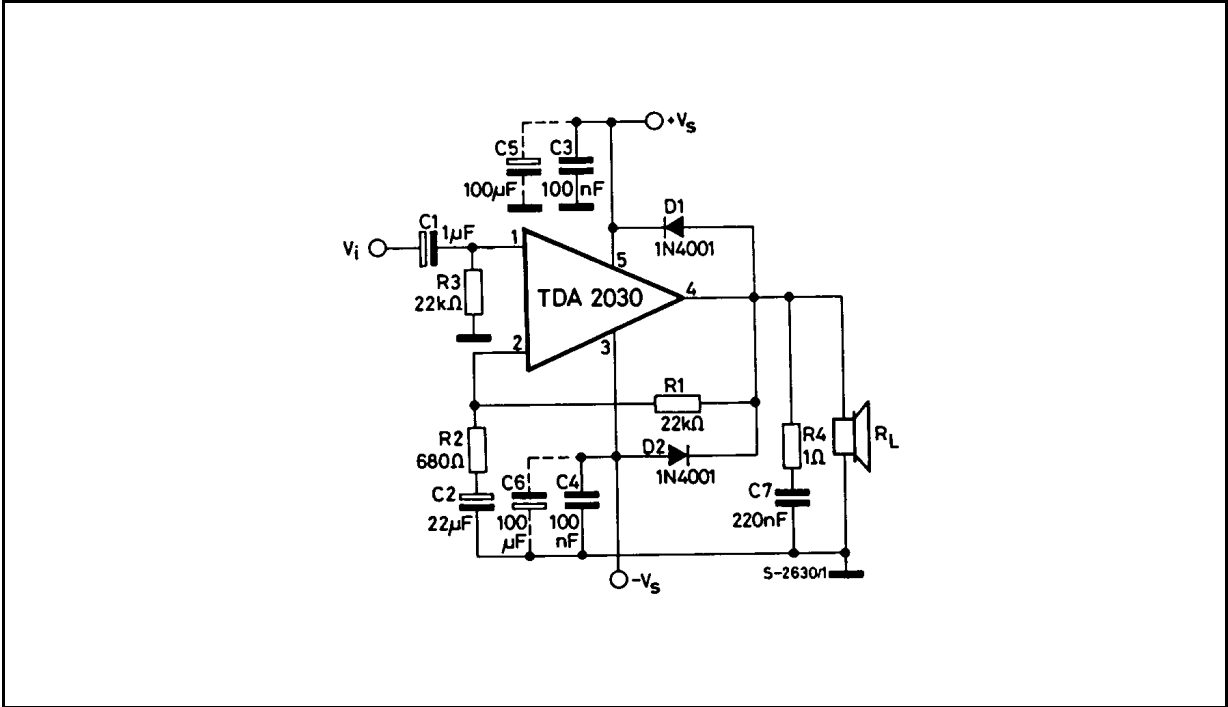 +Vs
C5
C3
100µF
100 nF
D1
1N4001
C1
1µF
Vi
1
5
R3
22kΩ
TDA 2030
4
2
3
R1
22kΩ
R2
680Ω
D2
1N4001
R4
1Ω
RL
C2
22µF
C6
100
µF
C4
100
nF
C7
220nF
S-2630/1
-Vs